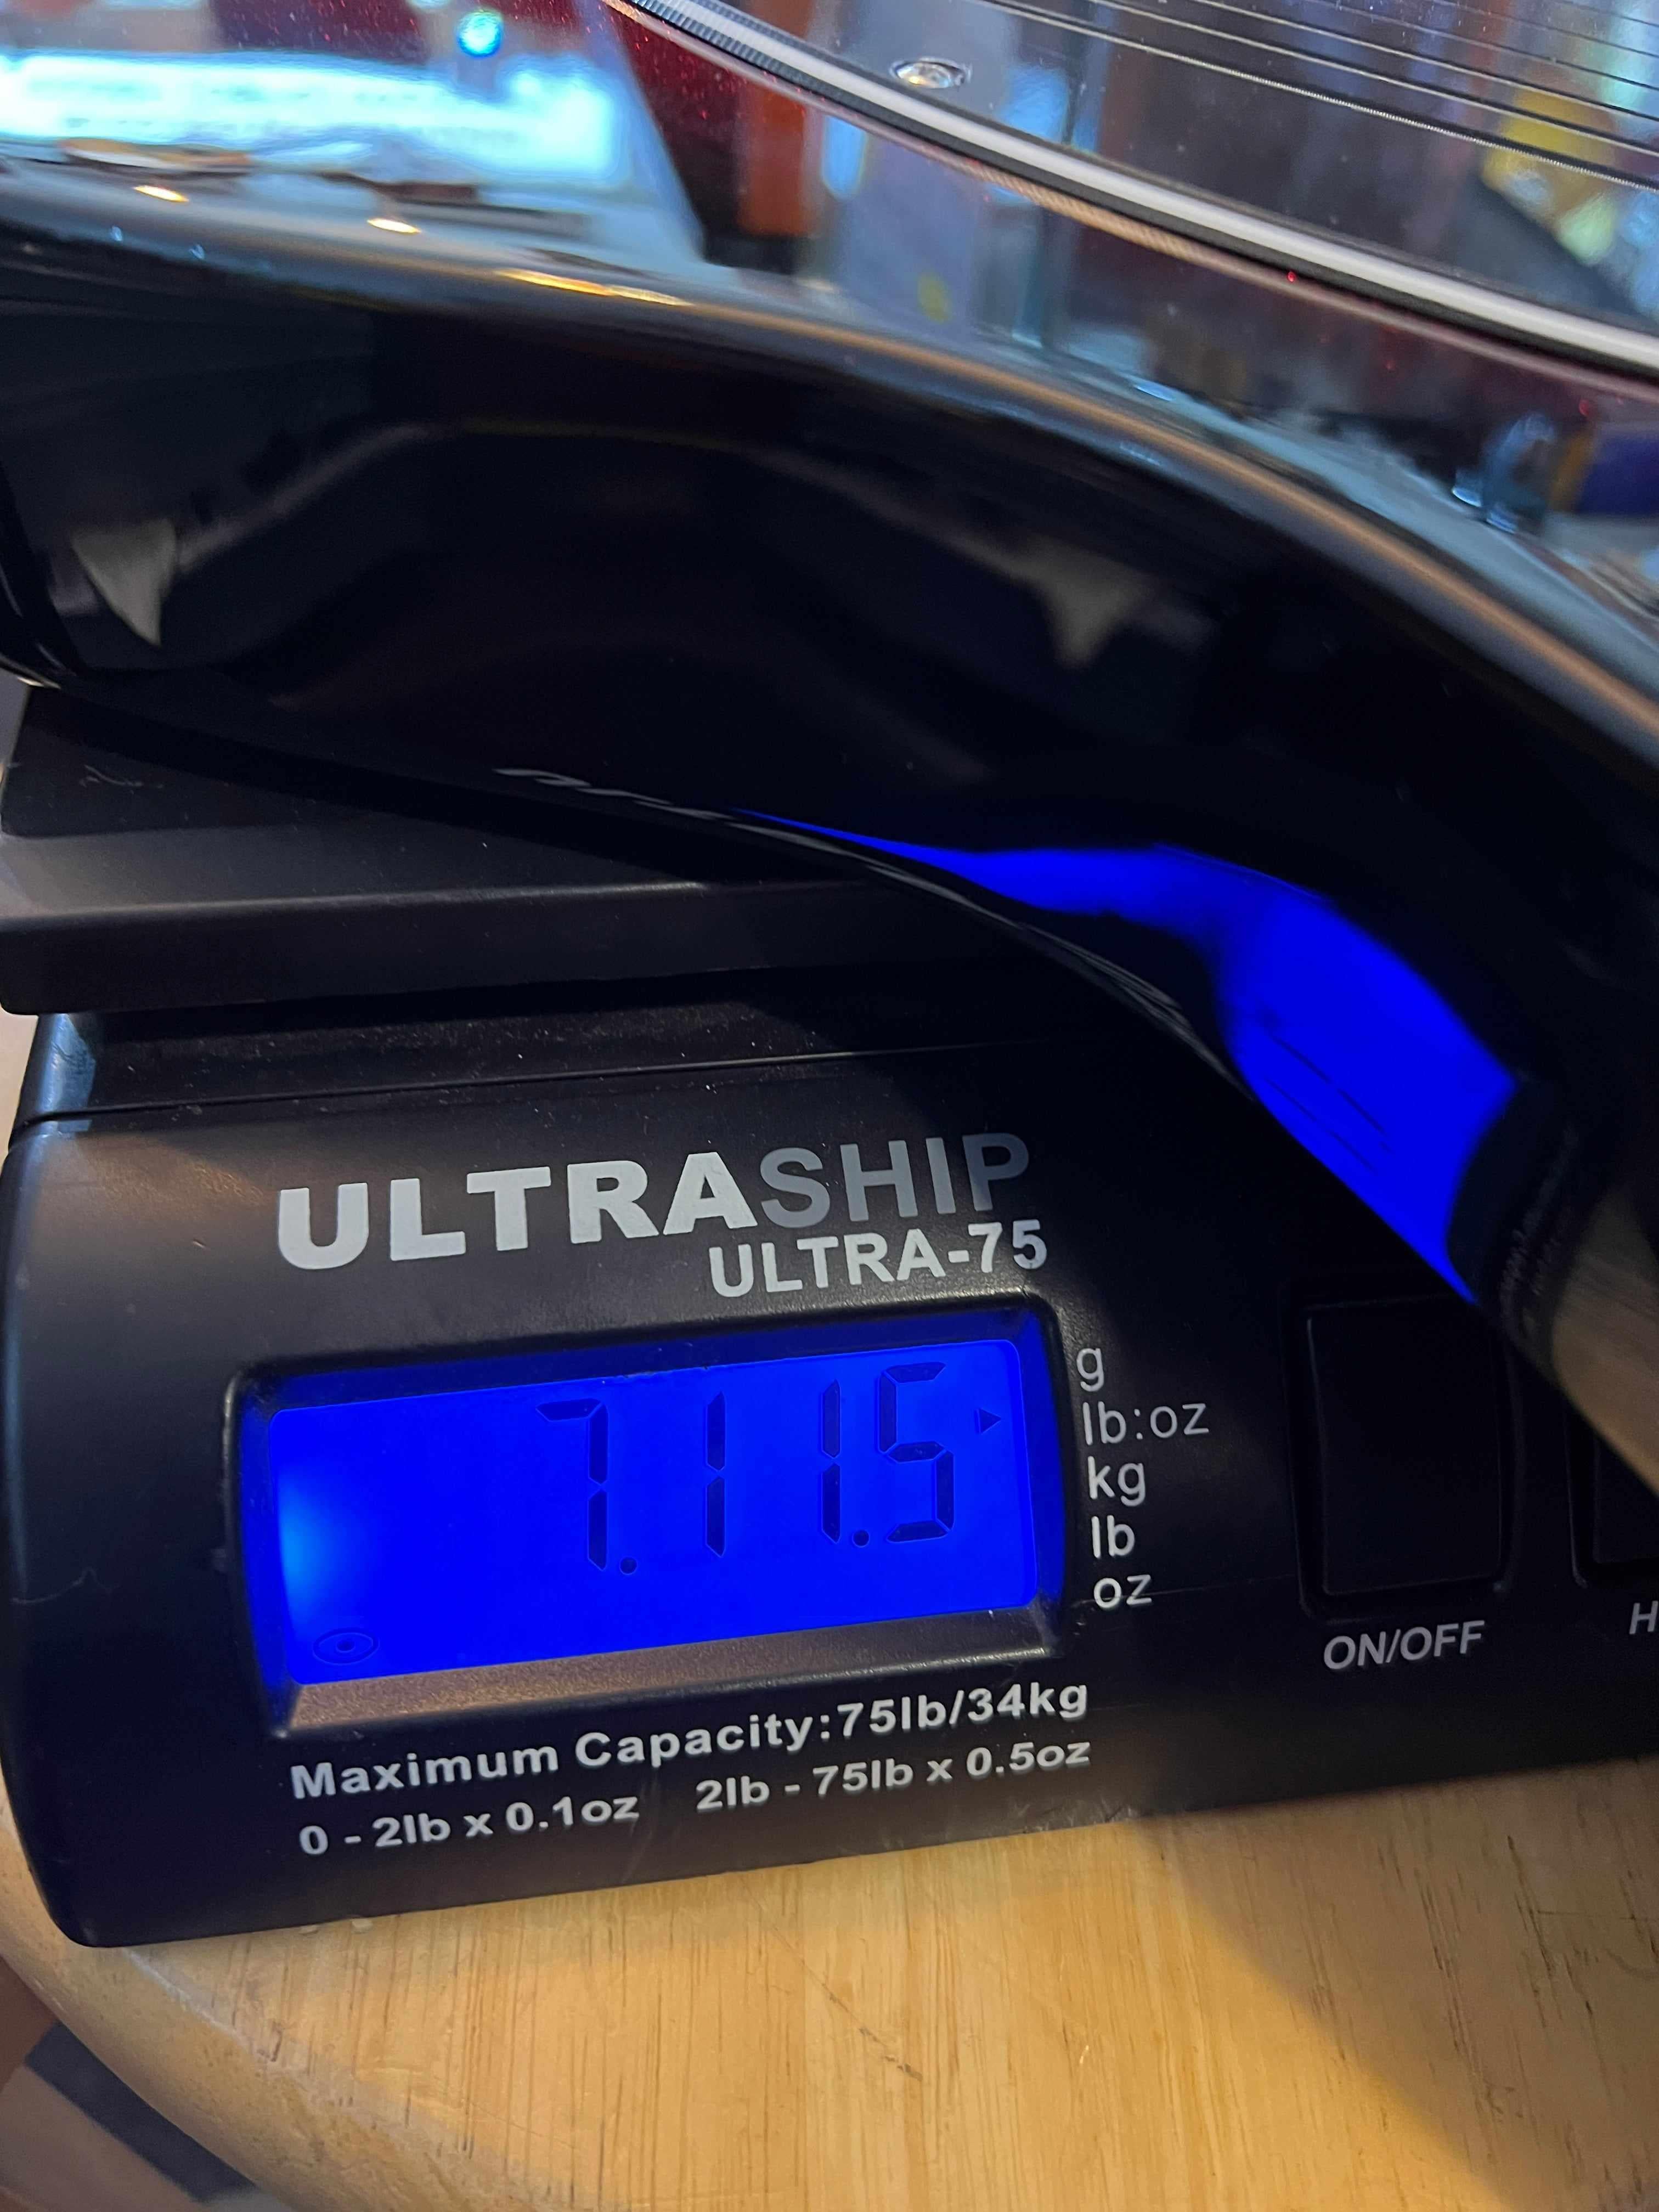 ULTRASHIP
ULTRA-75
7.11.5
g
lb:oz
kg
lb
oz
ON/OFF
H
Maximum Capacity:75lb/34kg
0 - 2lb x 0.1oz 2lb - 75lb x 0.5oz